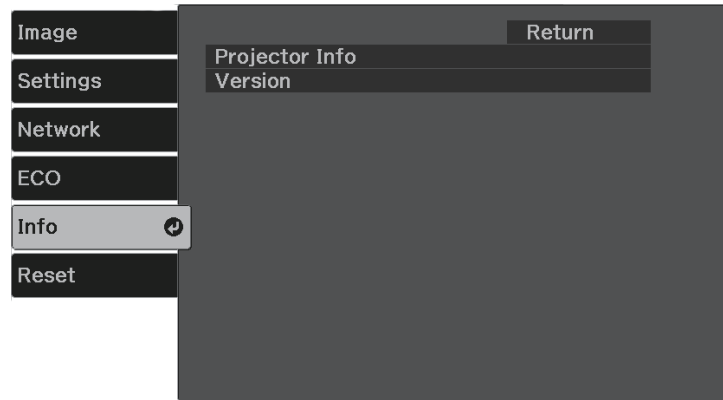 Image
Settings
Network
ECO
Info
Reset
Return
Projector Info
Version